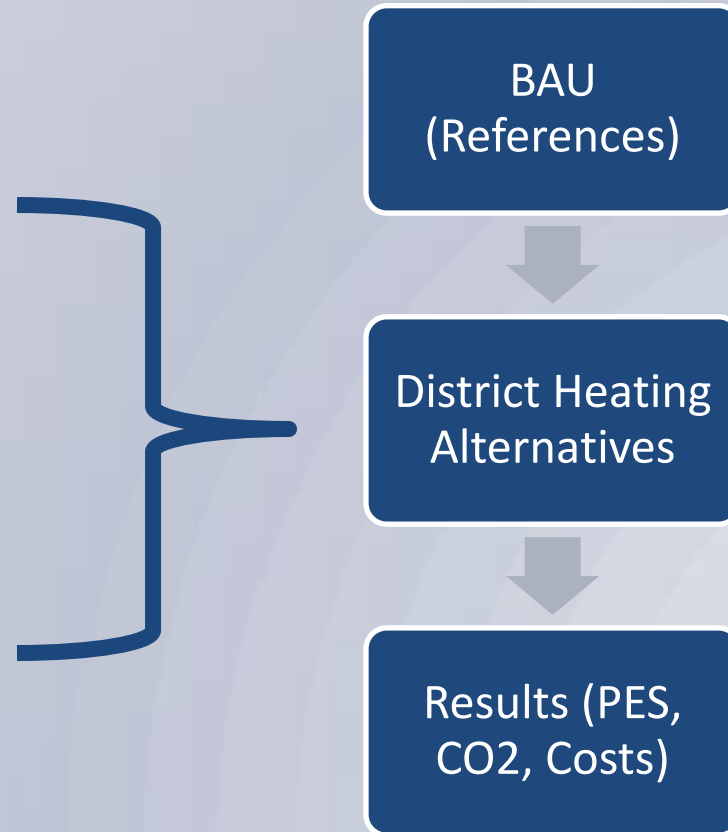 BAU
(References)
District Heating
Alternatives
Results (PES,
CO2, Costs)